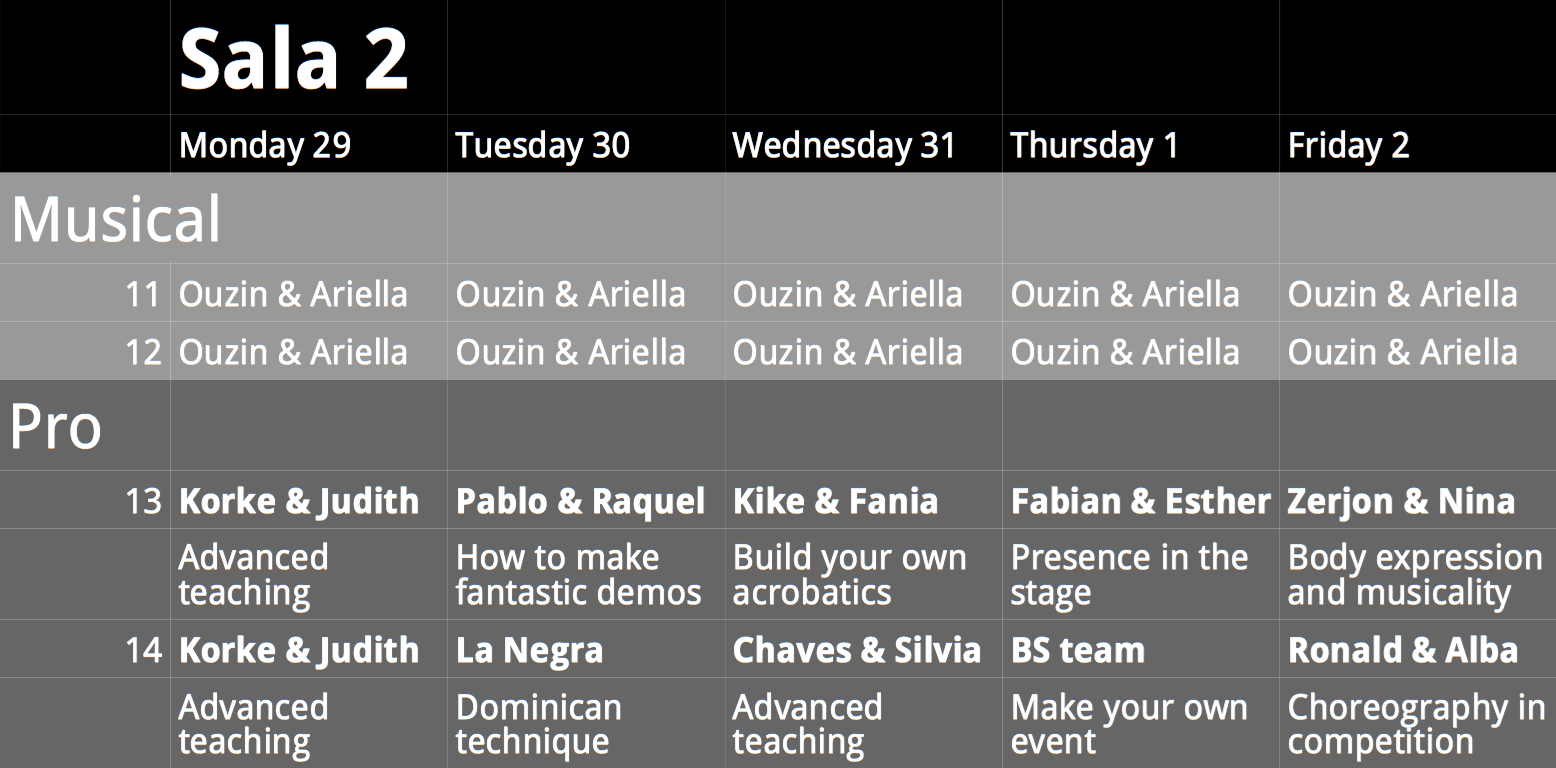 Sala 2
Monday 29 Tuesday 30 Wednesday 31 Thursday 1 Friday 2
Musical
11 Ouzin & Ariella Ouzin & Ariella Ouzin & Ariella Ouzin & Ariella Ouzin & Ariella
12 Ouzin & Ariella Ouzin & Ariella Ouzin & Ariella Ouzin & Ariella Ouzin & Ariella
Pro
13 Korke & Judith Pablo & Raquel Kike & Fania Fabian & Esther Zerjon & Nina
Advanced How to make Build your own Presence in the Body expression
teaching fantastic demos acrobatics stage and musicality
14 Korke & Judith La Negra Chaves & Silvia BS team Ronald & Alba
Advanced Dominican Advanced Make your own Choreography in
teaching technique teaching event competition